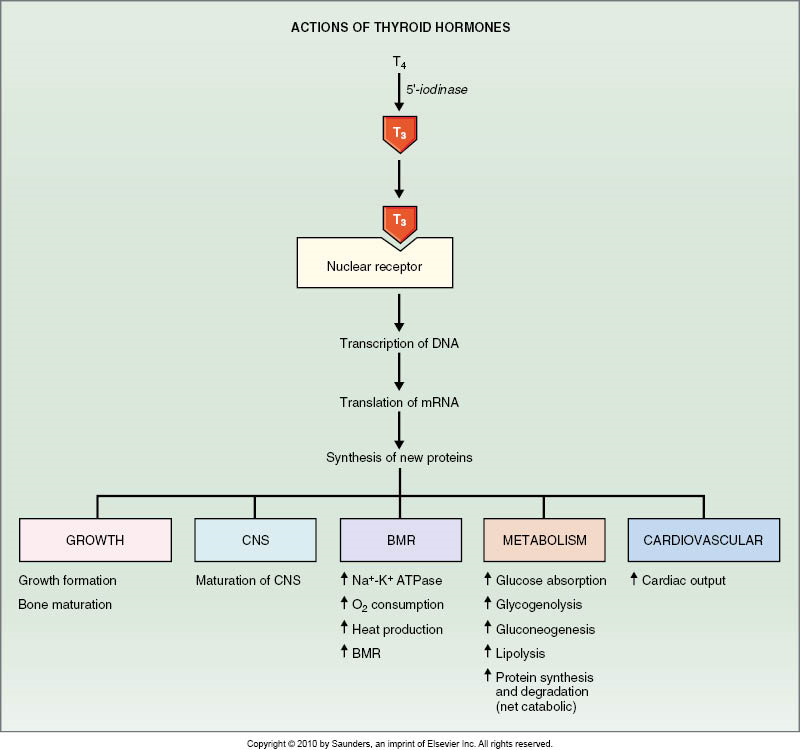 ACTIONS OF THYROID HORMONES
T₄
5'-iodinase
T₃
T₃
Nuclear receptor
Transcription of DNA
Translation of mRNA
Synthesis of new proteins
GROWTH
Growth formation
Bone maturation
CNS
Maturation of CNS
BMR
↑ Na⁺-K⁺ ATPase
↑ O₂ consumption
↑ Heat production
↑ BMR
METABOLISM
↑ Glucose absorption
↑ Glycogenolysis
↑ Gluconeogenesis
↑ Lipolysis
↑ Protein synthesis
and degradation
(net catabolic)
CARDIOVASCULAR
↑ Cardiac output
Copyright © 2010 by Saunders, an imprint of Elsevier Inc. All rights reserved.